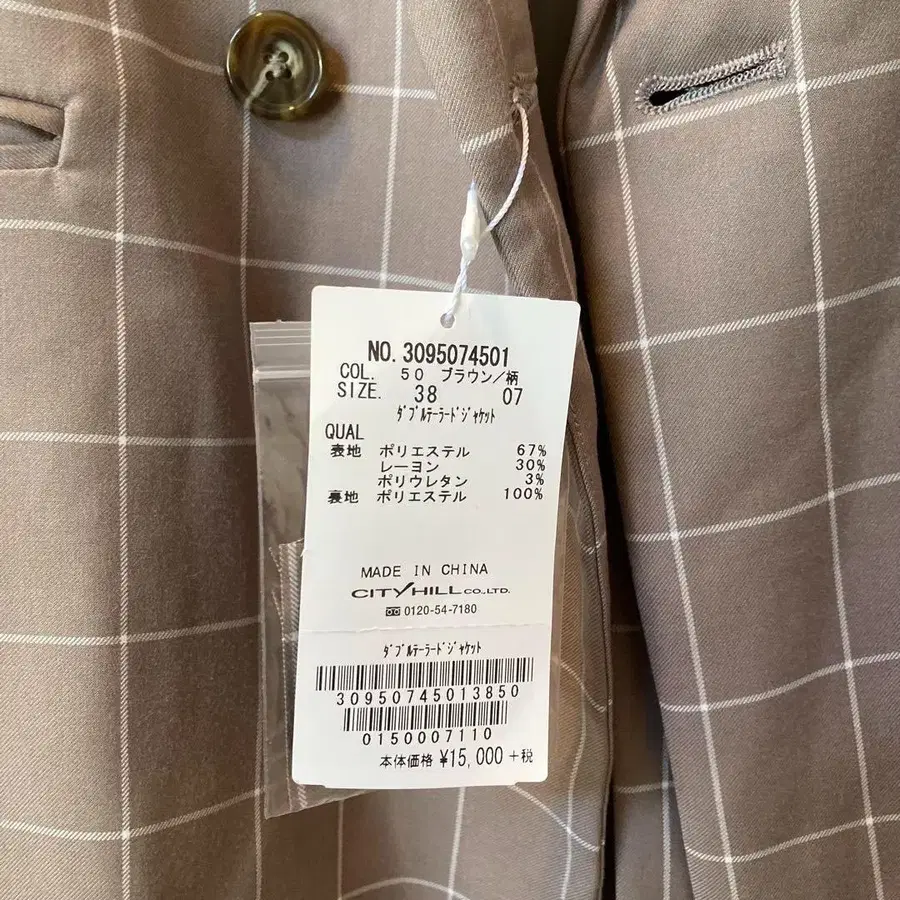 NO. 3095074501
COL. 50 ブラウン/柄
SIZE. 38 07
ダブルテーラードジャケット
QUAL
表地 ポリエステル 67%
レーヨン 30%
ポリウレタン 3%
裏地 ポリエステル 100%
MADE IN CHINA
CITYHILL CO.,LTD.
0120-54-7180
ダブルテーラードジャケット
30950745013850
0150007110
本体価格 ¥15,000 +税